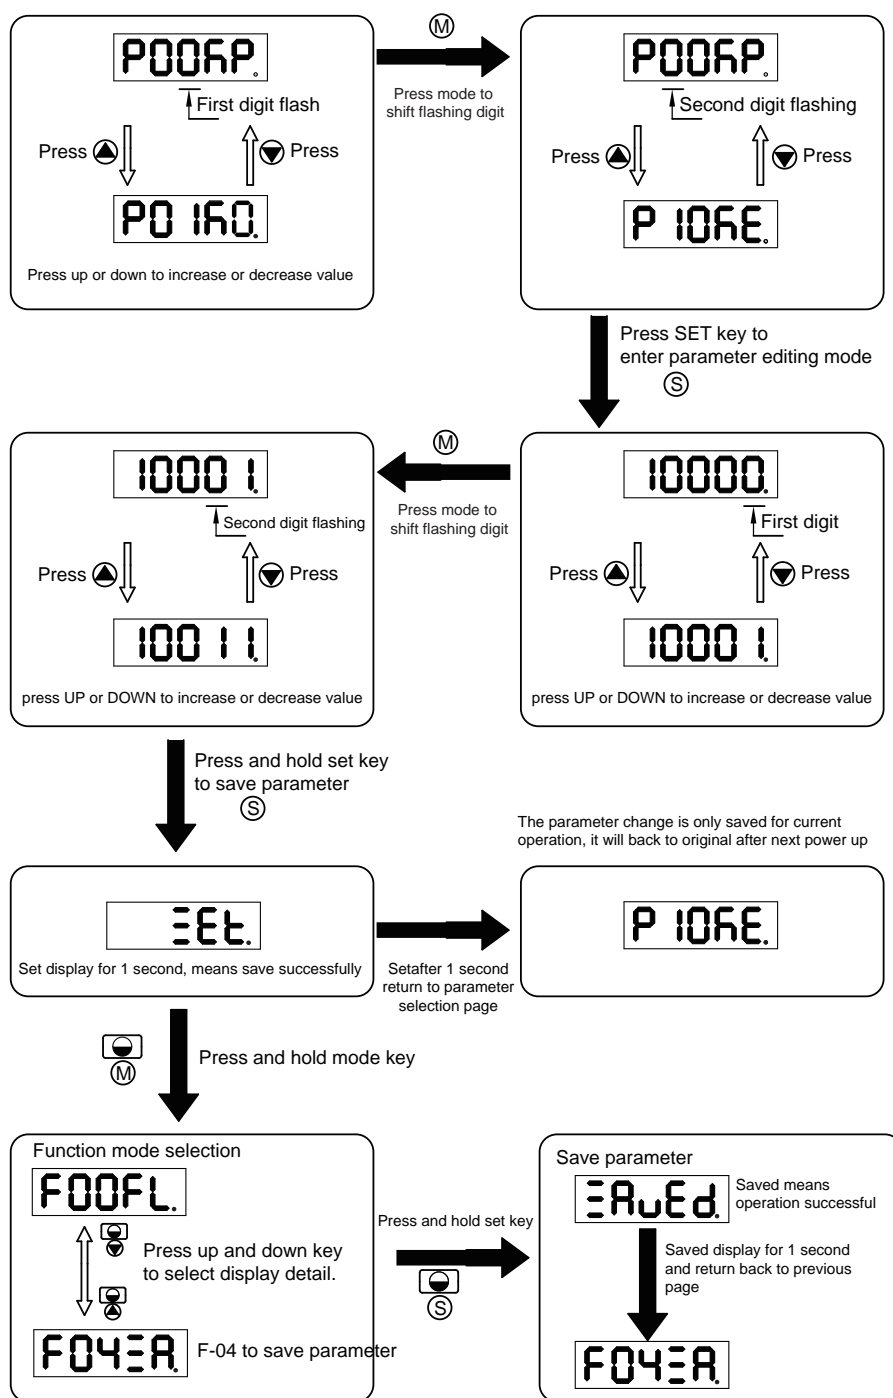 P00hP.
First digit flash
Press
Press
P01h0.
Press up or down to increase or decrease value
M
Press mode to
shift flashing digit
P00hP.
Second digit flashing
Press
Press
P10hE.
Press SET key to
enter parameter editing mode
S
10000.
First digit
Press
Press
10001.
press UP or DOWN to increase or decrease value
M
Press mode to
shift flashing digit
10001.
Second digit flashing
Press
Press
10011.
press UP or DOWN to increase or decrease value
Press and hold set key
to save parameter
S
SEt.
Set display for 1 second, means save successfully
Setafter 1 second
return to parameter
selection page
The parameter change is only saved for current
operation, it will back to original after next power up
P10hE.
M
Press and hold mode key
Function mode selection
F00FL.
Press up and down key
to select display detail.
F04SA.
F-04 to save parameter
Press and hold set key
S
Save parameter
SAvEd.
Saved means
operation successful
Saved display for 1 second
and return back to previous
page
F04SA.